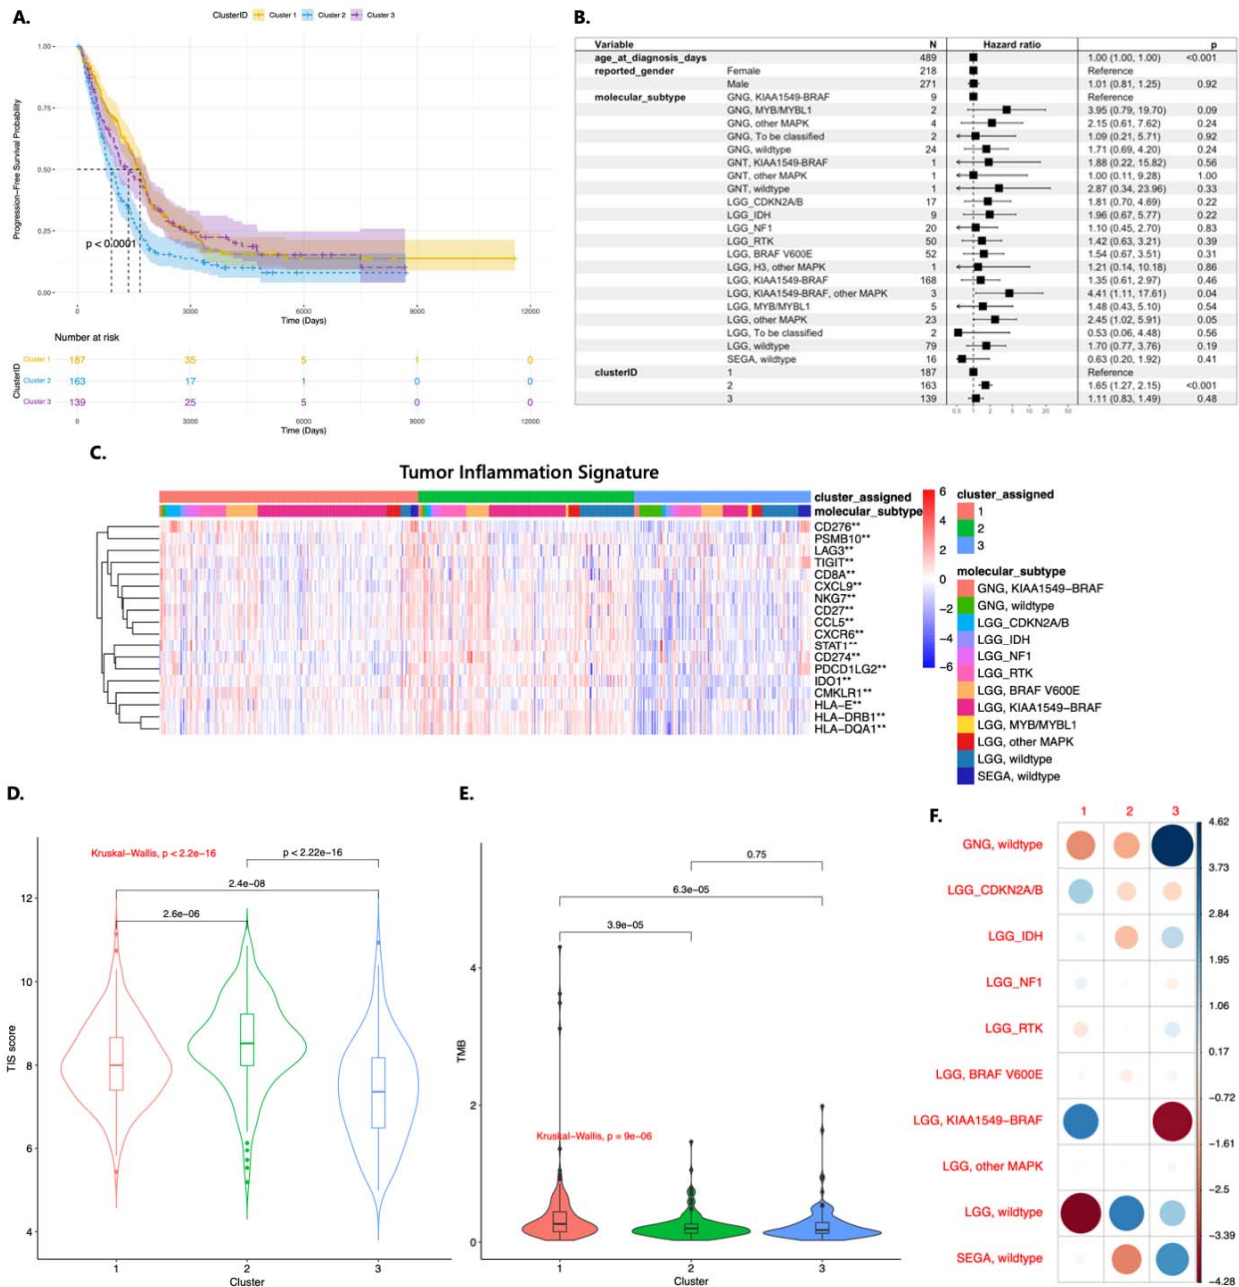 A.
ClusterID Cluster 1 Cluster 2 Cluster 3
Progression-Free Survival Probability
1.00
0.75
0.50
0.25
0.00
p < 0.0001
0 3000 6000 9000 12000
Time (Days)
Number at risk
ClusterID
Cluster 1 187 35 5 1 0
Cluster 2 163 17 1 0 0
Cluster 3 139 25 5 0 0
0 3000 6000 9000 12000
Time (Days)
B.
Variable N Hazard ratio p
age_at_diagnosis_days 489 1.00 (1.00, 1.00) <0.001
reported_gender Female 218 Reference
Male 271 1.01 (0.81, 1.25) 0.92
molecular_subtype GNG, KIAA1549-BRAF 9 Reference
GNG, MYB/MYBL1 2 3.95 (0.79, 19.70) 0.09
GNG, other MAPK 4 2.15 (0.61, 7.62) 0.24
GNG, To be classified 2 1.09 (0.21, 5.71) 0.92
GNG, wildtype 24 1.71 (0.69, 4.20) 0.24
GNT, KIAA1549-BRAF 1 1.88 (0.22, 15.82) 0.56
GNT, other MAPK 1 1.00 (0.11, 9.28) 1.00
GNT, wildtype 1 2.87 (0.34, 23.96) 0.33
LGG_CDKN2A/B 17 1.81 (0.70, 4.69) 0.22
LGG_IDH 9 1.96 (0.67, 5.77) 0.22
LGG_NF1 20 1.10 (0.45, 2.70) 0.83
LGG_RTK 50 1.42 (0.63, 3.21) 0.39
LGG, BRAF V600E 52 1.54 (0.67, 3.51) 0.31
LGG, H3, other MAPK 1 1.21 (0.14, 10.18) 0.86
LGG, KIAA1549-BRAF 168 1.35 (0.61, 2.97) 0.46
LGG, KIAA1549-BRAF, other MAPK 3 4.41 (1.11, 17.61) 0.04
LGG, MYB/MYBL1 5 1.48 (0.43, 5.10) 0.54
LGG, other MAPK 23 2.45 (1.02, 5.91) 0.05
LGG, To be classified 2 0.53 (0.06, 4.48) 0.56
LGG, wildtype 79 1.70 (0.77, 3.76) 0.19
SEGA, wildtype 16 0.63 (0.20, 1.92) 0.41
clusterID 1 187 Reference
2 163 1.65 (1.27, 2.15) <0.001
3 139 1.11 (0.83, 1.49) 0.48
0.5 1 2 5 10 20 50
C.
Tumor Inflammation Signature
cluster_assigned
molecular_subtype
CD276**
PSMB10**
LAG3**
TIGIT**
CD8A**
CXCL9**
NKG7**
CD27**
CCL5**
CXCR6**
STAT1**
CD274**
PDCD1LG2**
IDO1**
CMKLR1**
HLA-E**
HLA-DRB1**
HLA-DQA1**
6
4
2
0
−2
−4
−6
cluster_assigned
1
2
3
molecular_subtype
GNG, KIAA1549−BRAF
GNG, wildtype
LGG_CDKN2A/B
LGG_IDH
LGG_NF1
LGG_RTK
LGG, BRAF V600E
LGG, KIAA1549−BRAF
LGG, MYB/MYBL1
LGG, other MAPK
LGG, wildtype
SEGA, wildtype
D.
Kruskal−Wallis, p < 2.2e−16
p < 2.22e−16
2.4e−08
2.6e−06
TIS score
12
10
8
6
4
1 2 3
Cluster
E.
0.75
6.3e−05
3.9e−05
Kruskal−Wallis, p = 9e−06
TMB
4
2
0
1 2 3
Cluster
F.
1 2 3
GNG, wildtype
LGG_CDKN2A/B
LGG_IDH
LGG_NF1
LGG_RTK
LGG, BRAF V600E
LGG, KIAA1549−BRAF
LGG, other MAPK
LGG, wildtype
SEGA, wildtype
4.62
3.73
2.84
1.95
1.06
0.17
−0.72
−1.61
−2.5
−3.39
−4.28